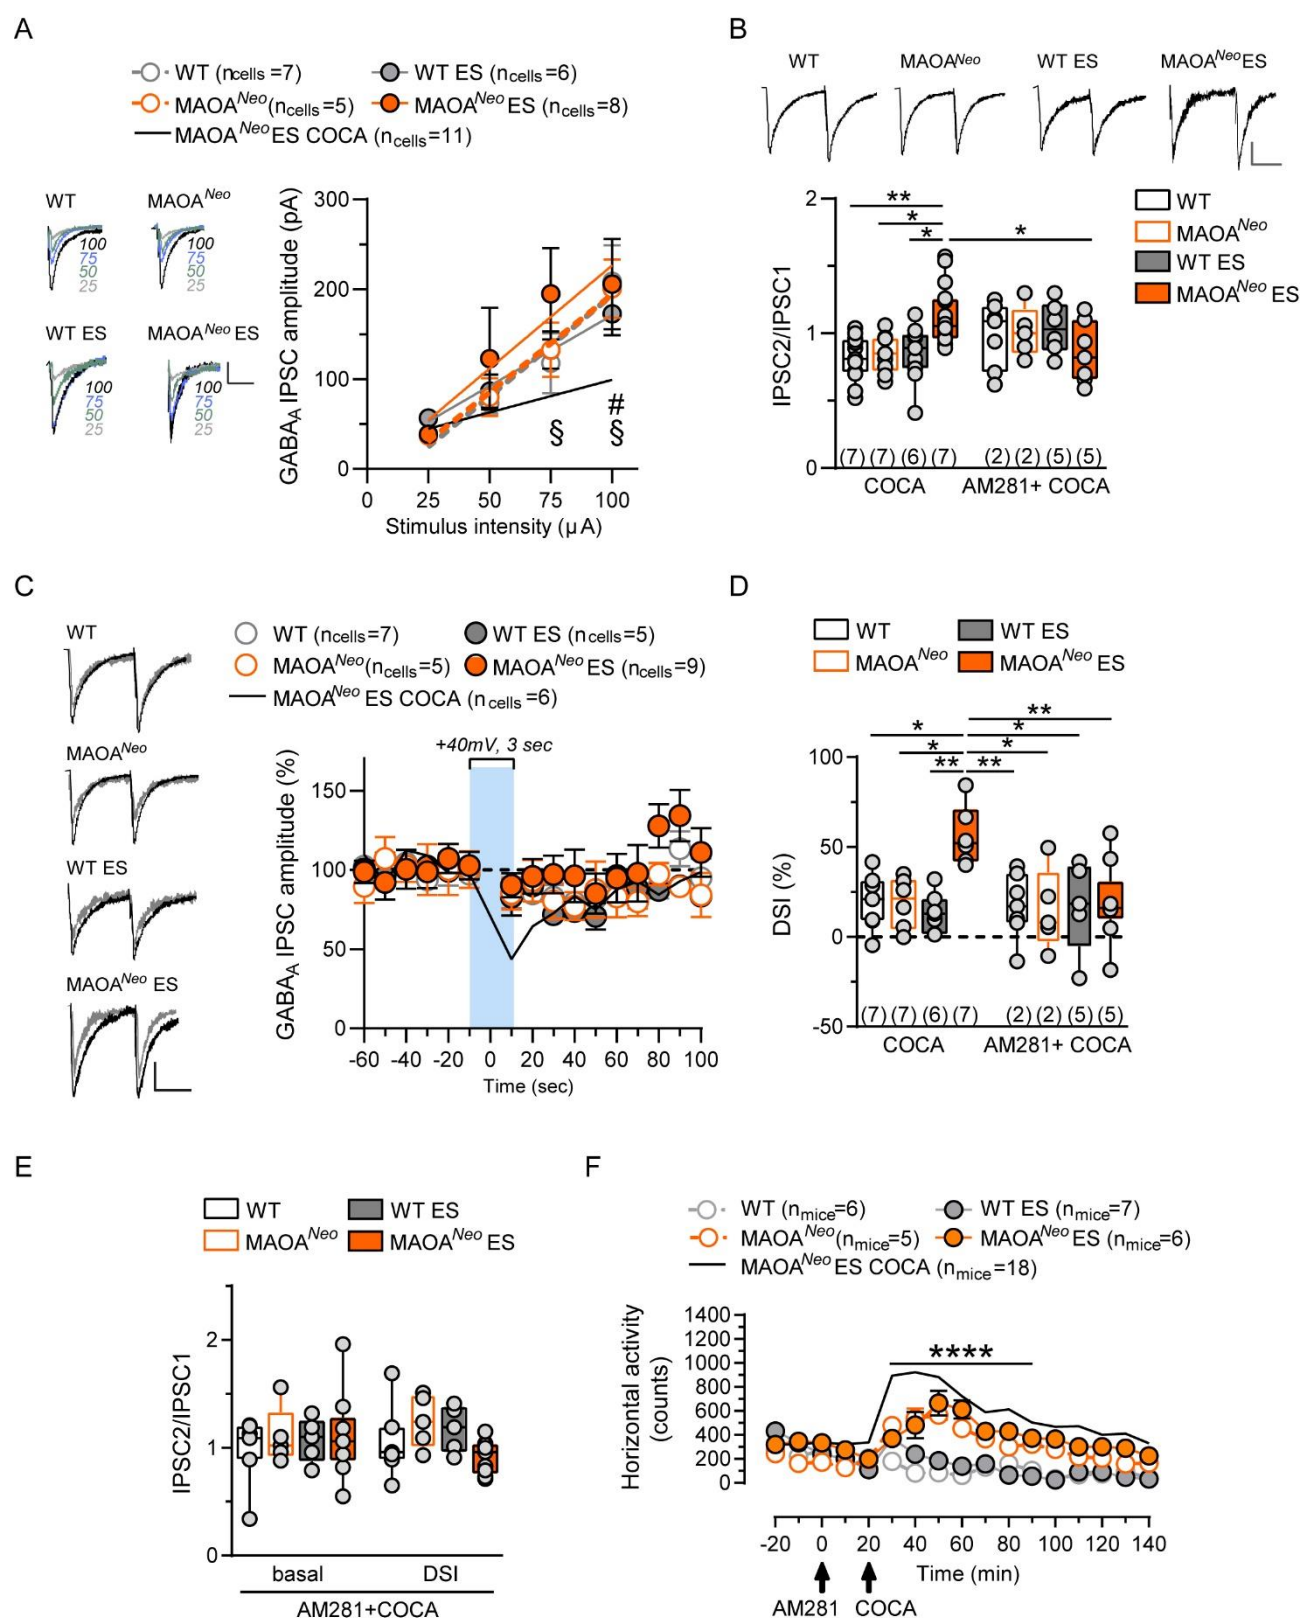 A
WT (ncells =7)
WT ES (ncells=6)
MAOANeo(ncells=5)
MAOANeo ES (ncells=8)
MAOANeo ES COCA (ncells=11)
WT
MAOANeo
100
75
50
25
100
75
50
25
WT ES
MAOANeo ES
100
75
50
25
100
75
50
25
GABAA IPSC amplitude (pA)
300
200
100
0
#
§
§
0
25
50
75
100
Stimulus intensity (µA)
B
WT
MAOANeo
WT ES
MAOANeo ES
IPSC2/IPSC1
2
1
0
**
*
*
*
WT
MAOANeo
WT ES
MAOANeo ES
(7) (7) (6) (7) (2) (2) (5) (5)
COCA
AM281+ COCA
C
WT
MAOANeo
WT ES
MAOANeo ES
WT (ncells=7)
WT ES (ncells=5)
MAOANeo(ncells=5)
MAOANeo ES (ncells=9)
MAOANeo ES COCA (ncells=6)
+40mV, 3 sec
GABAA IPSC amplitude (%)
150
100
50
0
-60 -40 -20 0 20 40 60 80 100
Time (sec)
D
WT
WT ES
MAOANeo
MAOANeo ES
**
*
*
*
*
** **
DSI (%)
100
50
0
-50
(7) (7) (6) (7) (2) (2) (5) (5)
COCA
AM281+ COCA
E
WT
WT ES
MAOANeo
MAOANeo ES
IPSC2/IPSC1
2
1
0
basal
DSI
AM281+COCA
F
WT (nmice=6)
WT ES (nmice=7)
MAOANeo(nmice=5)
MAOANeo ES (nmice=6)
MAOANeo ES COCA (nmice=18)
Horizontal activity
(counts)
1400
1200
1000
800
600
400
200
0
****
-20 0 20 40 60 80 100 120 140
Time (min)
AM281 COCA